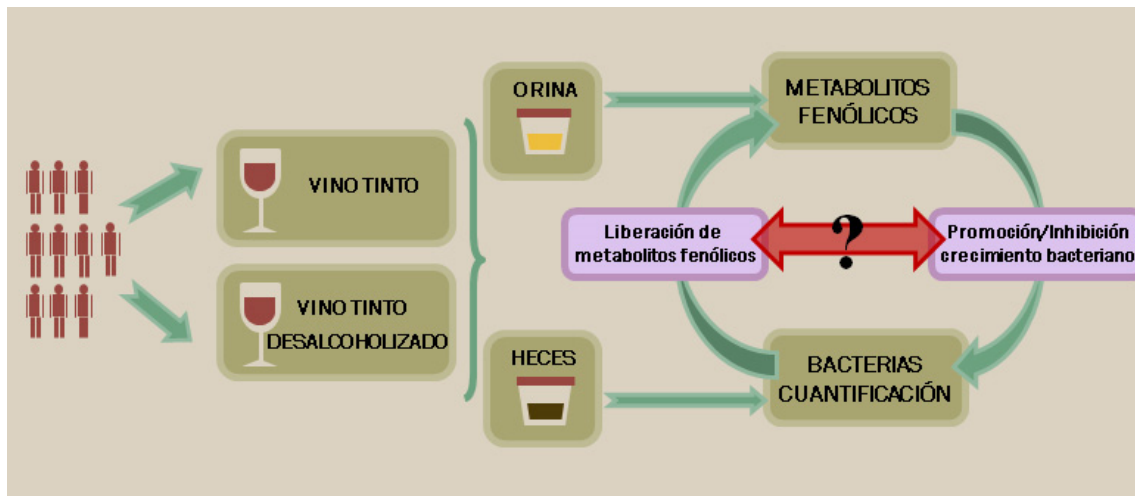 VINO TINTO
VINO TINTO
DESALCOHOLIZADO
ORINA
HECES
METABOLITOS
FENÓLICOS
Liberación de
metabolitos fenólicos
?
Promoción/Inhibición
crecimiento bacteriano
BACTERIAS
CUANTIFICACIÓN